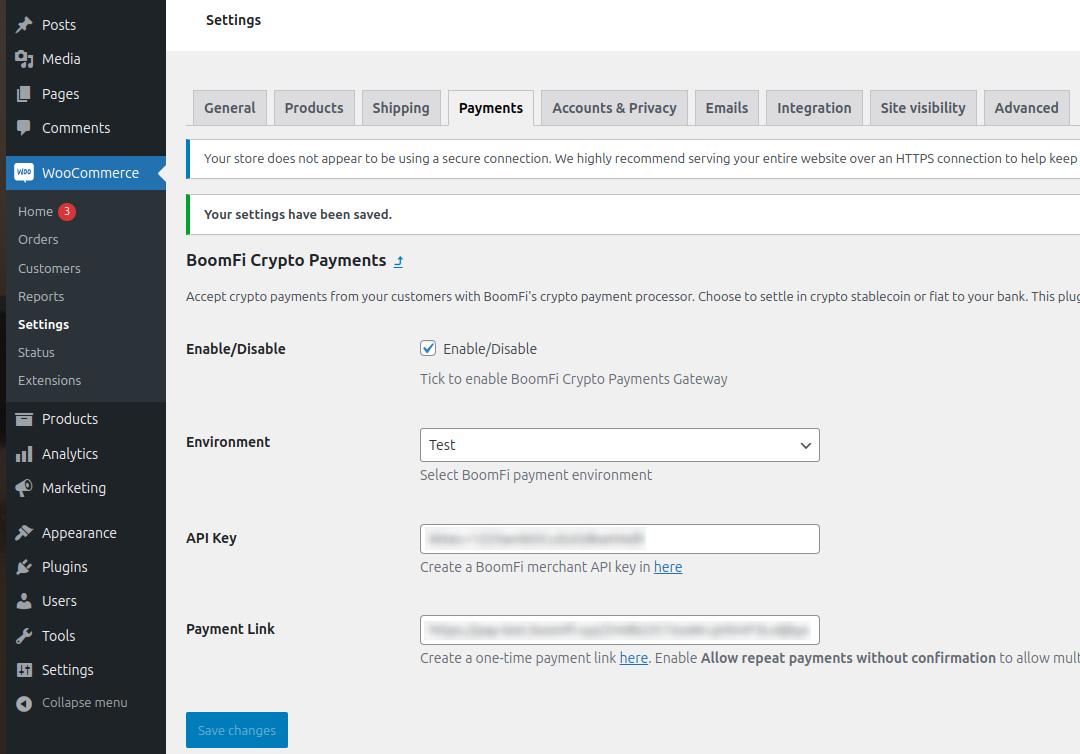 Settings
Posts
Media
Pages
Comments
WooCommerce
Home 3
Orders
Customers
Reports
Settings
Status
Extensions
Products
Analytics
Marketing
Appearance
Plugins
Users
Tools
Settings
Collapse menu
General Products Shipping Payments Accounts & Privacy Emails Integration Site visibility Advanced
Your store does not appear to be using a secure connection. We highly recommend serving your entire website over an HTTPS connection to help keep
Your settings have been saved.
BoomFi Crypto Payments
Accept crypto payments from your customers with BoomFi's crypto payment processor. Choose to settle in crypto stablecoin or fiat to your bank. This plug
Enable/Disable Enable/Disable
Tick to enable BoomFi Crypto Payments Gateway
Environment Test
Select BoomFi payment environment
API Key
Create a BoomFi merchant API key in here
Payment Link
Create a one-time payment link here. Enable Allow repeat payments without confirmation to allow mult
Save changes